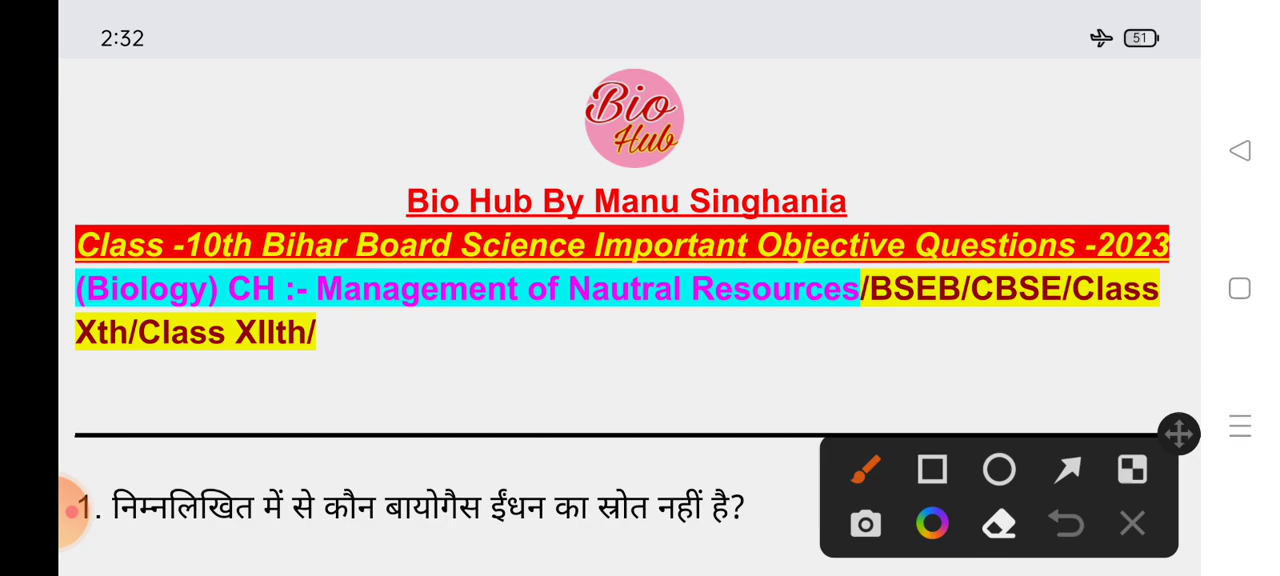 2:32
51
Bio
Hub
Bio Hub By Manu Singhania
Class -10th Bihar Board Science Important Objective Questions -2023
(Biology) CH :- Management of Nautral Resources/BSEB/CBSE/Class
Xth/Class XIIth/
1. निम्नलिखित में से कौन बायोगैस ईंधन का स्रोत नहीं है?